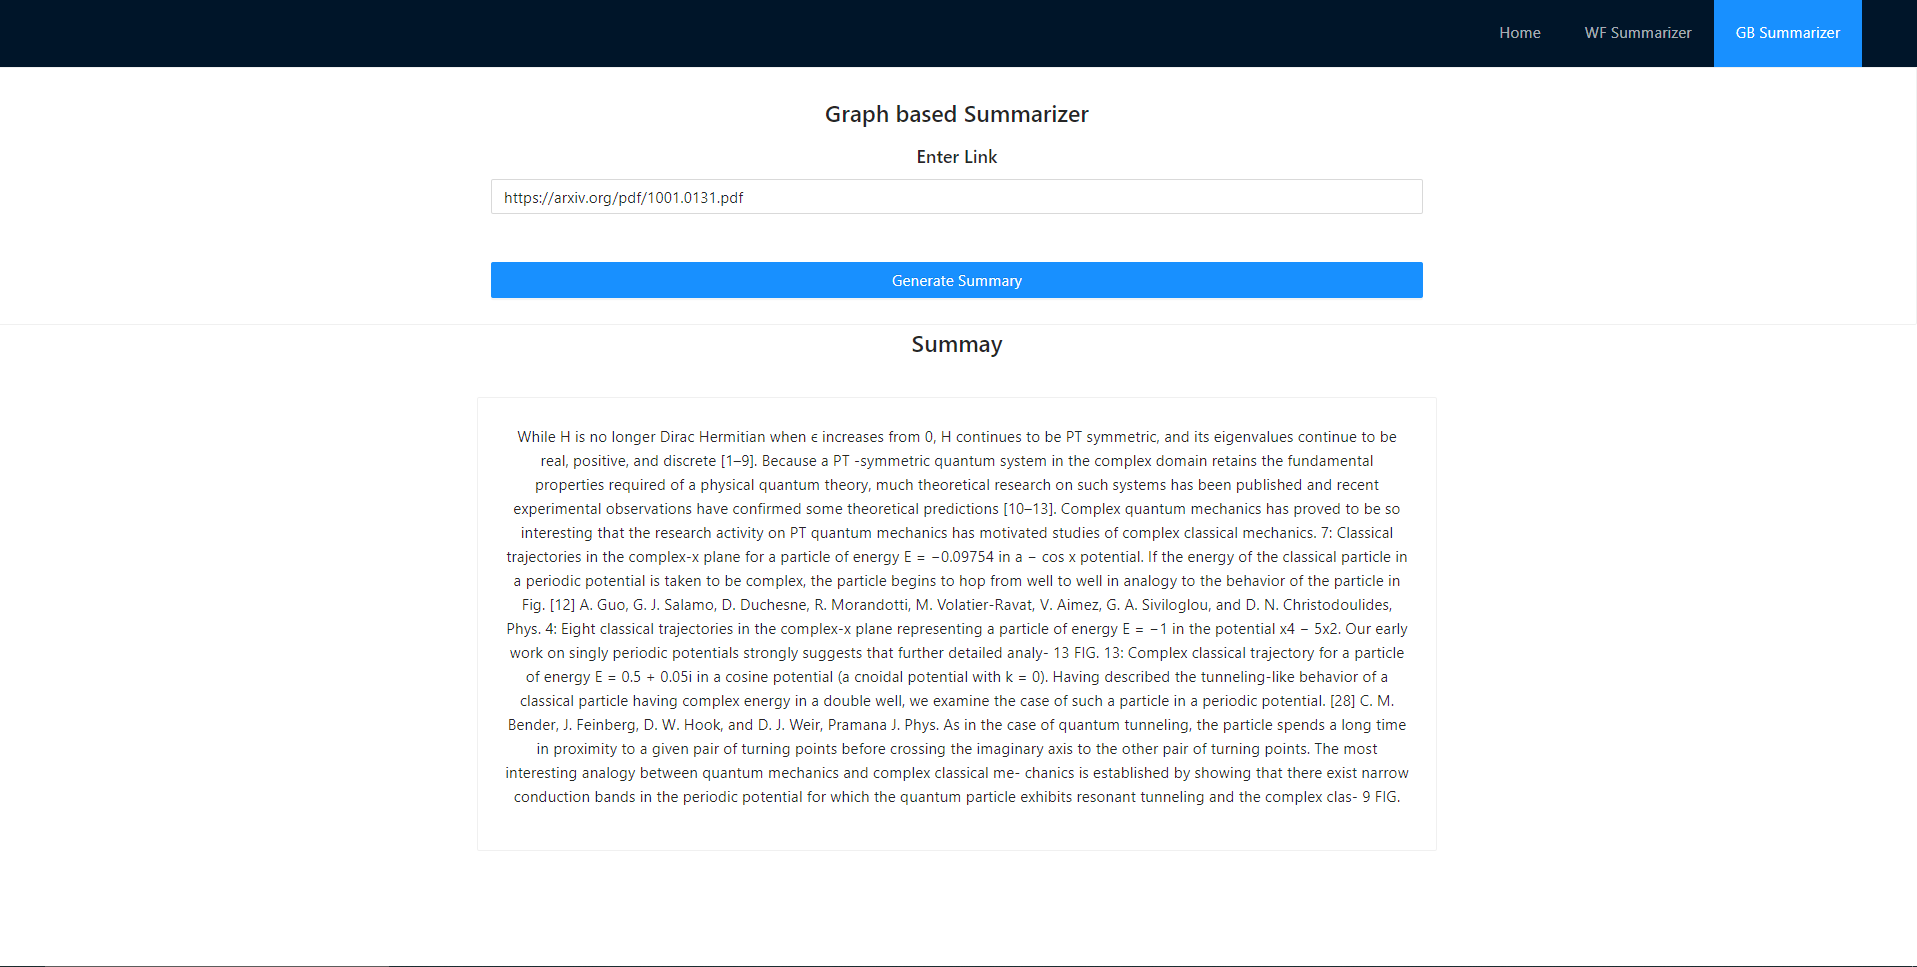 Home
WF Summarizer
GB Summarizer
Graph based Summarizer
Enter Link
https://arxiv.org/pdf/1001.0131.pdf
Generate Summary
Summay
While H is no longer Dirac Hermitian when ϵ increases from 0, H continues to be PT symmetric, and its eigenvalues continue to be
real, positive, and discrete [1–9]. Because a PT -symmetric quantum system in the complex domain retains the fundamental
properties required of a physical quantum theory, much theoretical research on such systems has been published and recent
experimental observations have confirmed some theoretical predictions [10–13]. Complex quantum mechanics has proved to be so
interesting that the research activity on PT quantum mechanics has motivated studies of complex classical mechanics. 7: Classical
trajectories in the complex-x plane for a particle of energy E = −0.09754 in a − cos x potential. If the energy of the classical particle in
a periodic potential is taken to be complex, the particle begins to hop from well to well in analogy to the behavior of the particle in
Fig. [12] A. Guo, G. J. Salamo, D. Duchesne, R. Morandotti, M. Volatier-Ravat, V. Aimez, G. A. Siviloglou, and D. N. Christodoulides,
Phys. 4: Eight classical trajectories in the complex-x plane representing a particle of energy E = −1 in the potential x4 − 5x2. Our early
work on singly periodic potentials strongly suggests that further detailed analy- 13 FIG. 13: Complex classical trajectory for a particle
of energy E = 0.5 + 0.05i in a cosine potential (a cnoidal potential with k = 0). Having described the tunneling-like behavior of a
classical particle having complex energy in a double well, we examine the case of such a particle in a periodic potential. [28] C. M.
Bender, J. Feinberg, D. W. Hook, and D. J. Weir, Pramana J. Phys. As in the case of quantum tunneling, the particle spends a long time
in proximity to a given pair of turning points before crossing the imaginary axis to the other pair of turning points. The most
interesting analogy between quantum mechanics and complex classical me- chanics is established by showing that there exist narrow
conduction bands in the periodic potential for which the quantum particle exhibits resonant tunneling and the complex clas- 9 FIG.